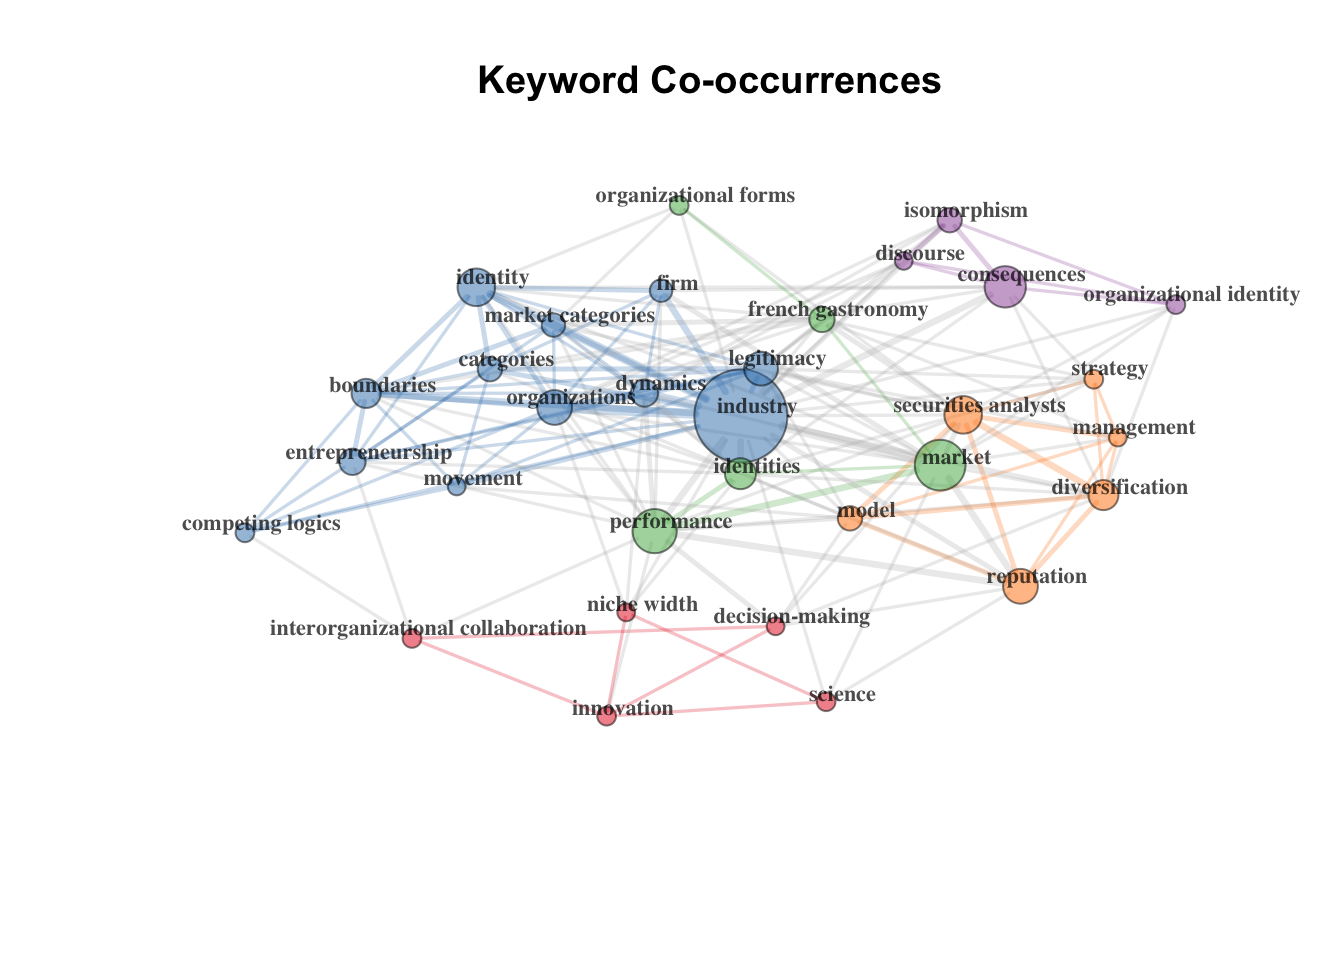 Keyword Co-occurrences
organizational forms
isomorphism
discourse
identity
firm
consequences
organizational identity
market categories
french gastronomy
categories
legitimacy
strategy
boundaries
dynamics
organizations
industry
securities analysts
management
entrepreneurship
identities
market
movement
diversification
competing logics
performance
model
reputation
niche width
decision-making
interorganizational collaboration
science
innovation